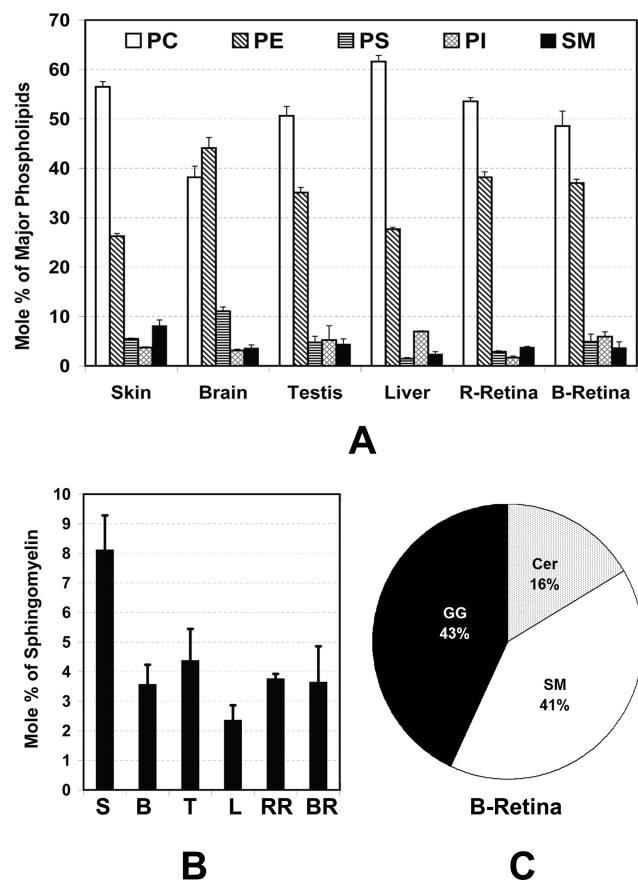 Mole % of Major Phospholipids
70
60
50
40
30
20
10
0
PC PE PS PI SM
Skin Brain Testis Liver R-Retina B-Retina
A
Mole % of Sphingomyelin
10
9
8
7
6
5
4
3
2
1
0
S B T L RR BR
B
Cer
16%
GG
43%
SM
41%
B-Retina
C